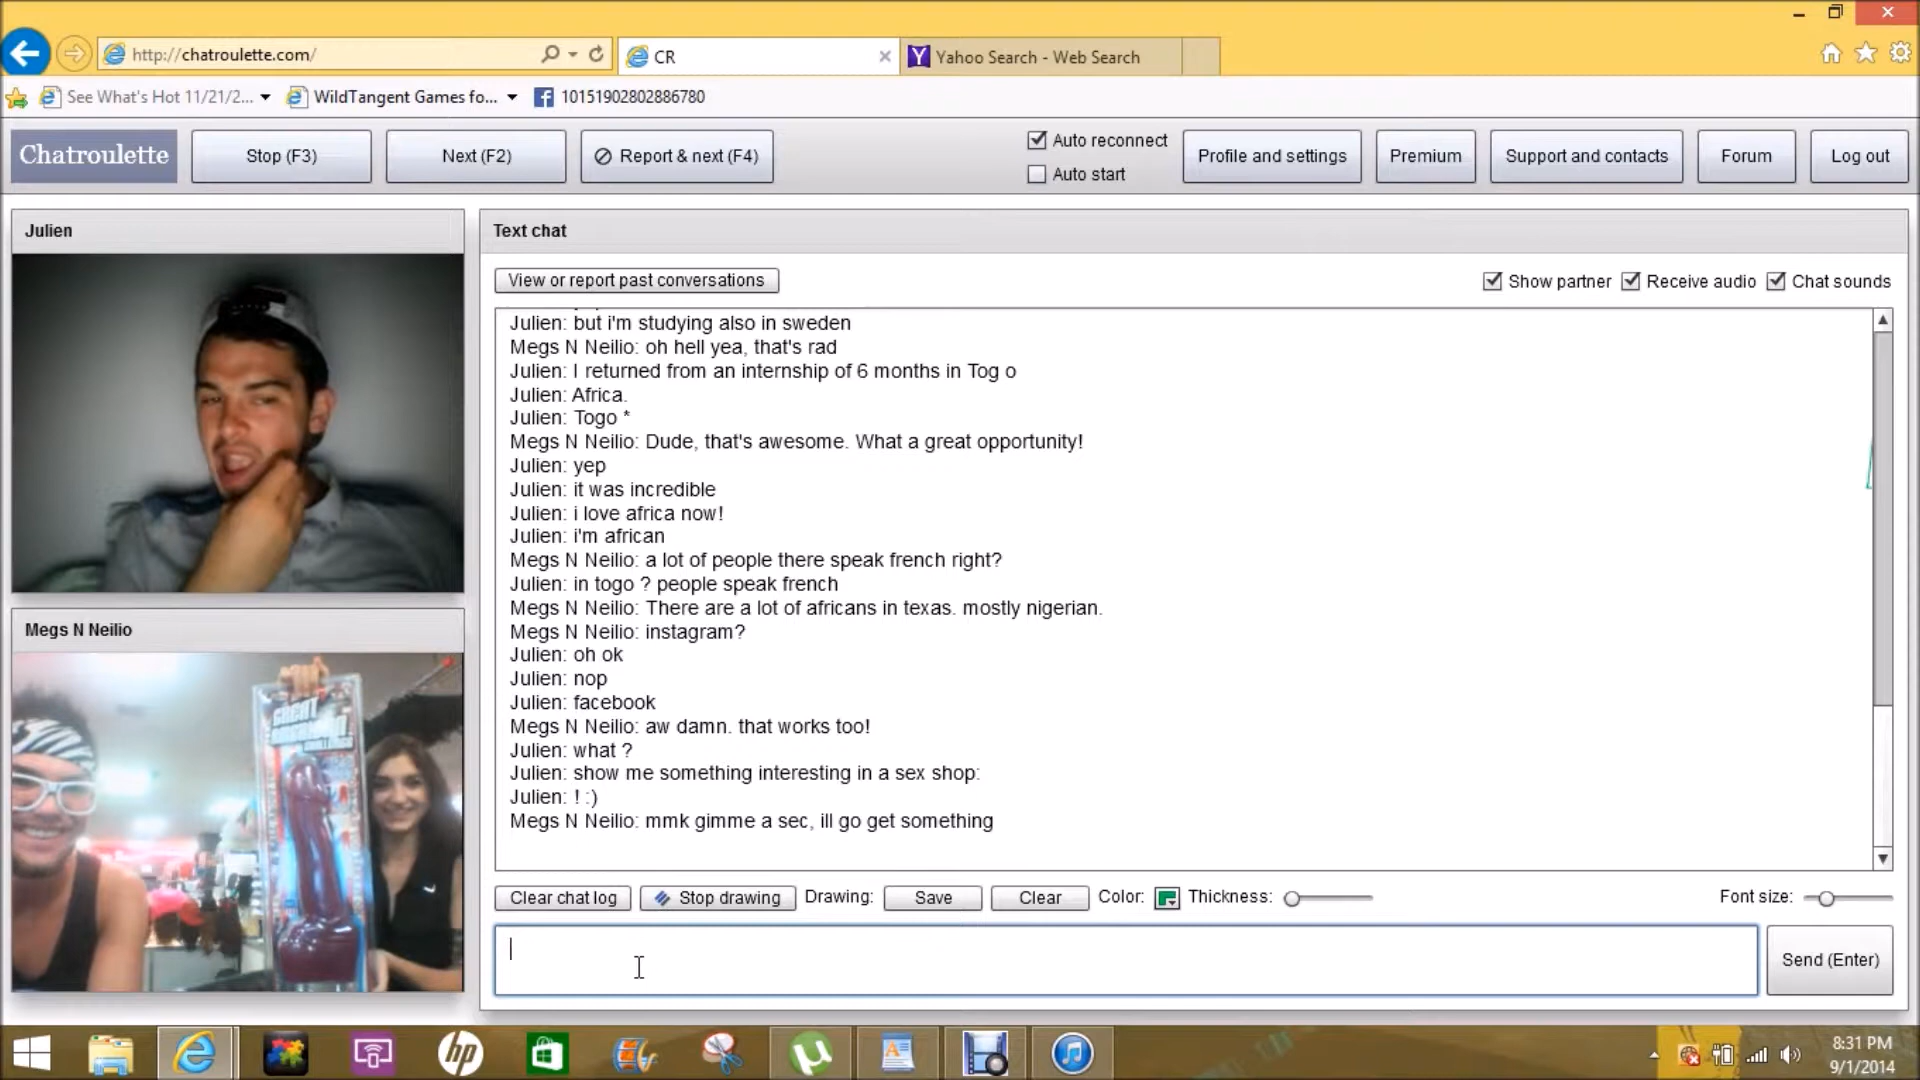 http://chatroulette.com/
CR
Yahoo Search - Web Search
See What's Hot 11/21/2...
WildTangent Games fo...
10151902802886780
Chatroulette
Stop (F3)
Next (F2)
Report & next (F4)
Auto reconnect
Auto start
Profile and settings
Premium
Support and contacts
Forum
Log out
Julien
Text chat
View or report past conversations
Show partner
Receive audio
Chat sounds
Julien: but i'm studying also in sweden
Megs N Neilio: oh hell yea, that's rad
Julien: I returned from an internship of 6 months in Tog o
Julien: Africa.
Julien: Togo *
Megs N Neilio: Dude, that's awesome. What a great opportunity!
Julien: yep
Julien: it was incredible
Julien: i love africa now!
Julien: i'm african
Megs N Neilio: a lot of people there speak french right?
Julien: in togo ? people speak french
Megs N Neilio: There are a lot of africans in texas. mostly nigerian.
Megs N Neilio: instagram?
Julien: oh ok
Julien: nop
Julien: facebook
Megs N Neilio: aw damn. that works too!
Julien: what ?
Julien: show me something interesting in a sex shop:
Julien: ! :)
Megs N Neilio: mmk gimme a sec, ill go get something
Megs N Neilio
GREAT
Clear chat log
Stop drawing
Drawing:
Save
Clear
Color:
Thickness:
Font size:
Send (Enter)
hp
8:31 PM
9/1/2014